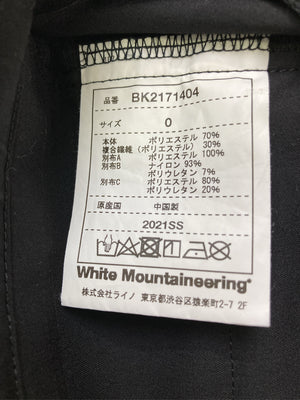 品番 BK2171404
サイズ 0
本体 ポリエステル 70%
複合繊維(ポリエステル) 30%
別布A ポリエステル 100%
別布B ナイロン 93%
ポリウレタン 7%
別布C ポリエステル 80%
ポリウレタン 20%
原産国 中国製
2021SS
White Mountaineering®
株式会社ライノ 東京都渋谷区猿楽町2-7 2F